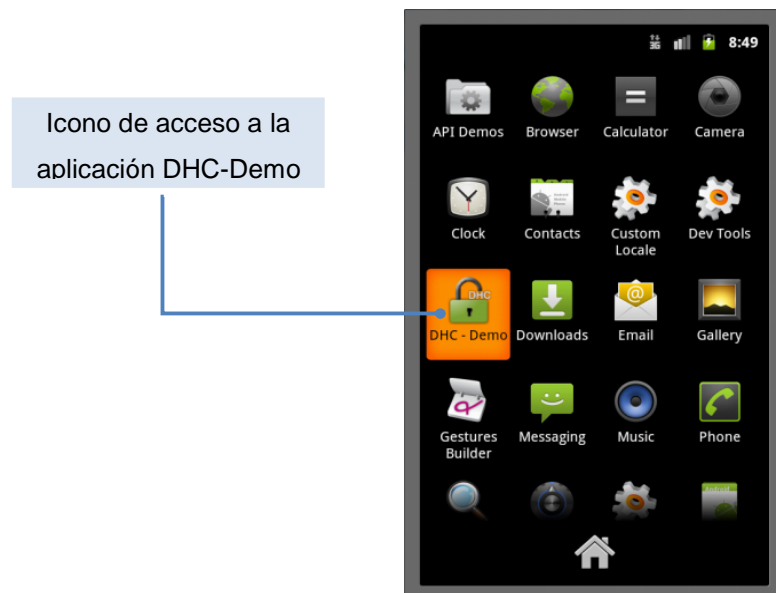 Icono de acceso a la
aplicación DHC-Demo
3G 8:49
API Demos Browser Calculator Camera
Clock Contacts Custom Locale Dev Tools
DHC
DHC - Demo Downloads Email Gallery
Gestures Builder Messaging Music Phone